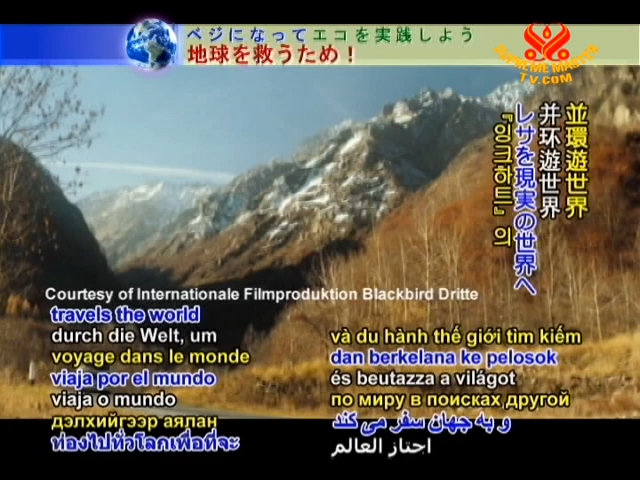 ベジになってエコを実践しよう
地球を救うため！
SUPREME MASTER
TV.COM
並環遊世界
并环遊世界
レサを現実の世界へ
『잉크하트』의
Courtesy of Internationale Filmproduktion Blackbird Dritte
travels the world
durch die Welt, um
voyage dans le monde
viaja por el mundo
viaja o mundo
дэлхийгээр аялан
ท่องไปทั่วโลกเพื่อที่จะ
và du hành thế giới tìm kiếm
dan berkelana ke pelosok
és beutazza a világot
по миру в поисках другой
و به جهان سفر می کند
اجتاز العالم